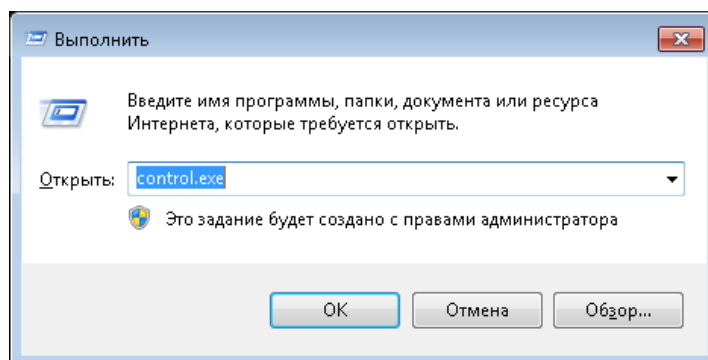 Выполнить
Введите имя программы, папки, документа или ресурса
Интернета, которые требуется открыть.
Открыть: control.exe
Это задание будет создано с правами администратора
ОК Отмена Обзор...